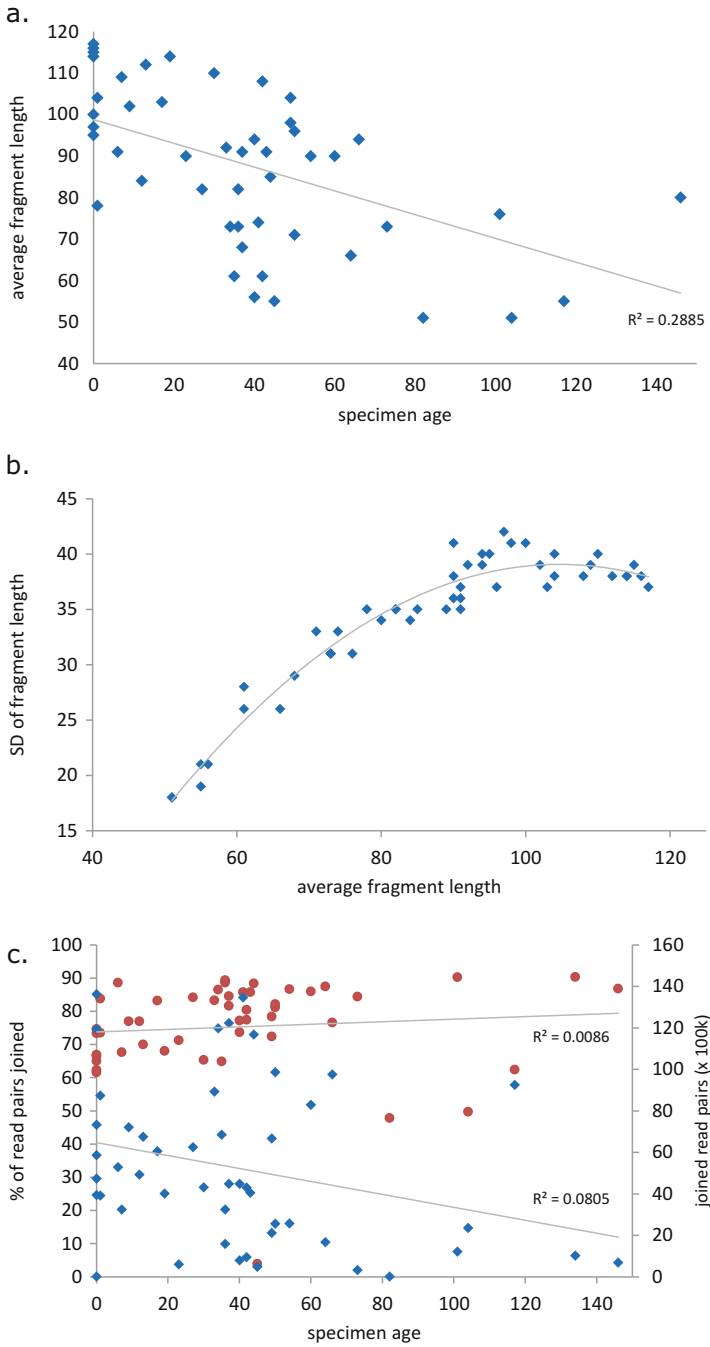 a.
120
110
100
90
80
70
60
50
40
average fragment length
R² = 0.2885
0 20 40 60 80 100 120 140
specimen age
b.
45
40
35
30
25
20
15
SD of fragment length
40 60 80 100 120
average fragment length
c.
100
90
80
70
60
50
40
30
20
10
0
% of read pairs joined
R² = 0.0086
R² = 0.0805
160
140
120
100
80
60
40
20
0
joined read pairs (x 100k)
0 20 40 60 80 100 120 140
specimen age